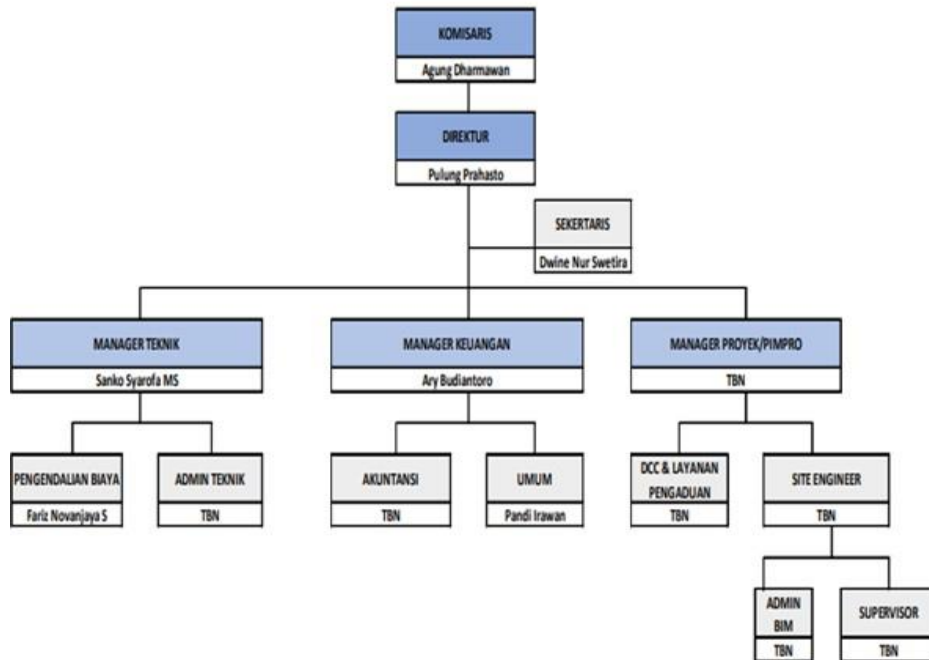 KOMISARIS
Agung Dharmawan
DIREKTUR
Pulung Prahasto
SEKERTARIS
Dwine Nur Swetira
MANAGER TEKNIK
Sanko Syarofa MS
MANAGER KEUANGAN
Ary Budiantoro
MANAGER PROYEK/PIMPRO
TBN
PENGENDALIAN BIAYA
Fariz Novanjaya S
ADMIN TEKNIK
TBN
AKUNTANSI
TBN
UMUM
Pandi Irawan
DCC & LAYANAN
PENGADUAN
TBN
SITE ENGINEER
TBN
ADMIN
BIM
TBN
SUPERVISOR
TBN